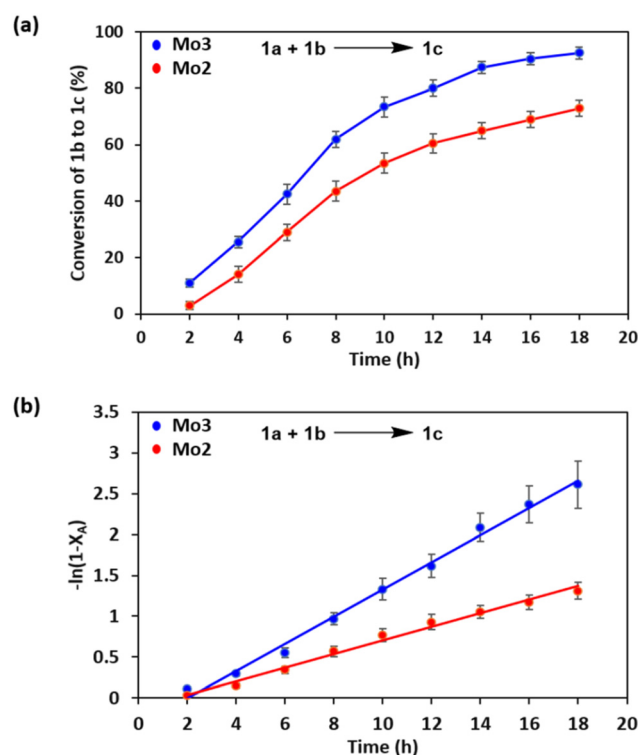 (a)
Mo3
Mo2
1a + 1b 1c
Conversion of 1b to 1c (%)
100
80
60
40
20
0
0 2 4 6 8 10 12 14 16 18 20
Time (h)
(b)
Mo3
Mo2
1a + 1b 1c
-ln(1-XA)
3.5
3
2.5
2
1.5
1
0.5
0
0 2 4 6 8 10 12 14 16 18 20
Time (h)